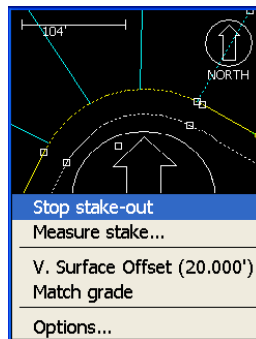 104'
NORTH
Stop stake-out
Measure stake...
V. Surface Offset (20.000')
Match grade
Options...